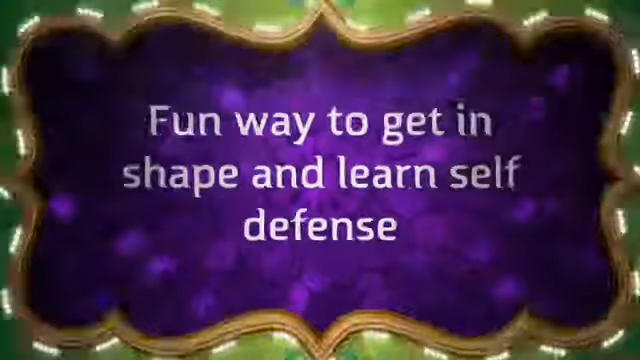 Fun way to get in
shape and learn self
defense